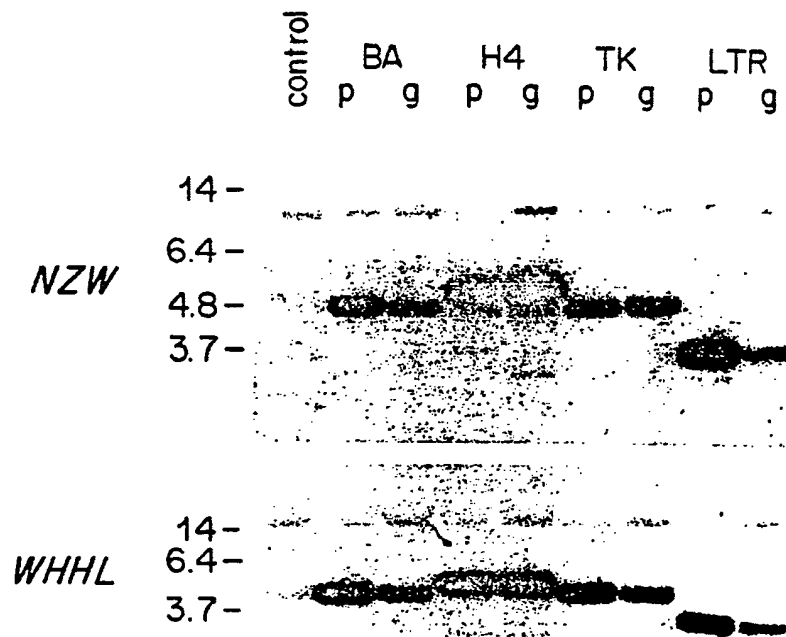 control BA H4 TK LTR
p g p g p g p g
14 –
6.4 –
NZW
4.8 –
3.7 –
14 –
6.4 –
WHHL
3.7 –